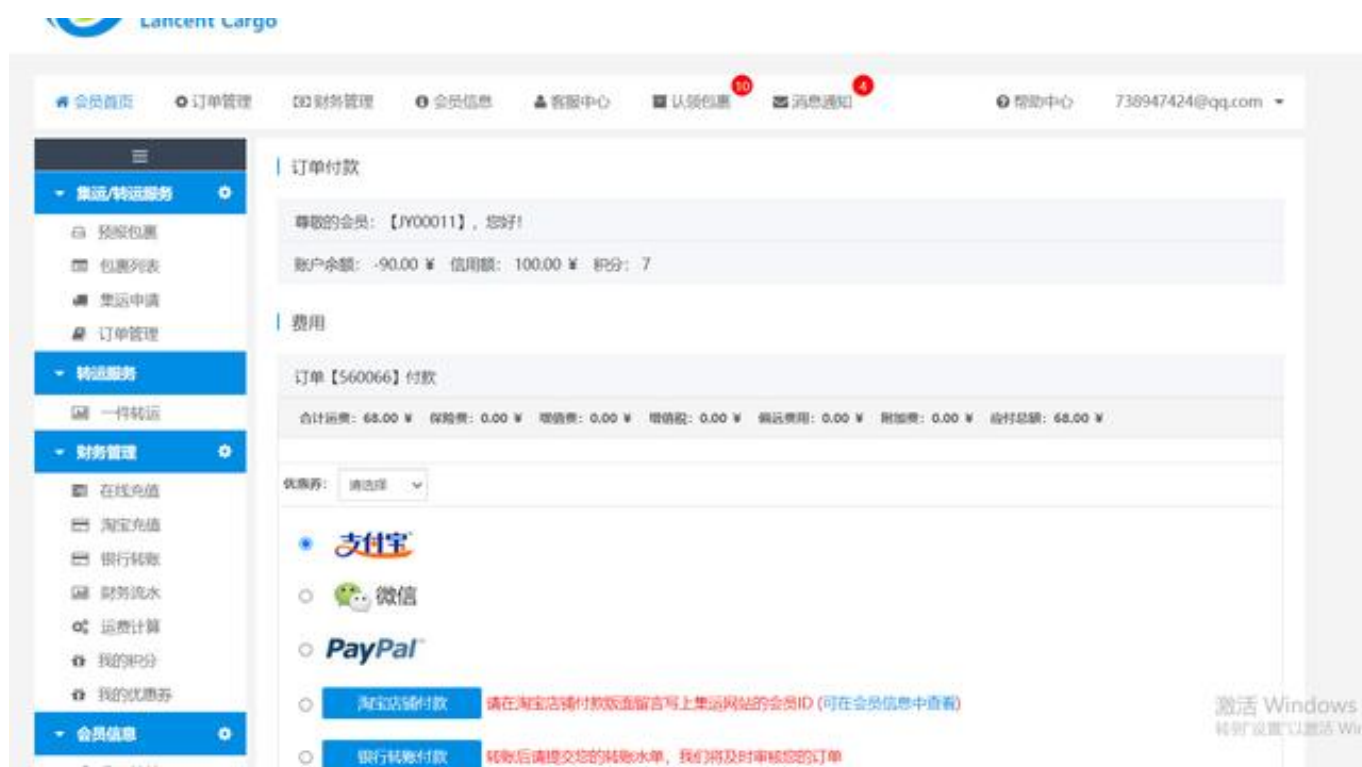 Lancent Cargo
会员首页 订单管理 财务管理 会员信息 客服中心 认领包裹 10 消息通知 4 帮助中心 738947424@qq.com
集运/转运服务
预报包裹
包裹列表
集运申请
订单管理
转运服务
一件转运
财务管理
在线充值
淘宝充值
银行转账
财务流水
运费计算
我的积分
我的优惠券
会员信息
订单付款
尊敬的会员: 【JY00011】, 您好!
账户余额: -90.00 ¥ 信用额: 100.00 ¥ 积分: 7
费用
订单【560066】付款
合计运费: 68.00 ¥ 保险费: 0.00 ¥ 增值费: 0.00 ¥ 增值税: 0.00 ¥ 偏远费用: 0.00 ¥ 附加费: 0.00 ¥ 应付总额: 68.00 ¥
优惠券: 请选择
支付宝
微信
PayPal
淘宝店铺付款 请在淘宝店铺付款版面留言写上集运网站的会员ID (可在会员信息中查看)
银行转账付款 转账后请提交您的转账水单，我们将及时审核您的订单
激活 Windows
转到"设置"以激活 Win